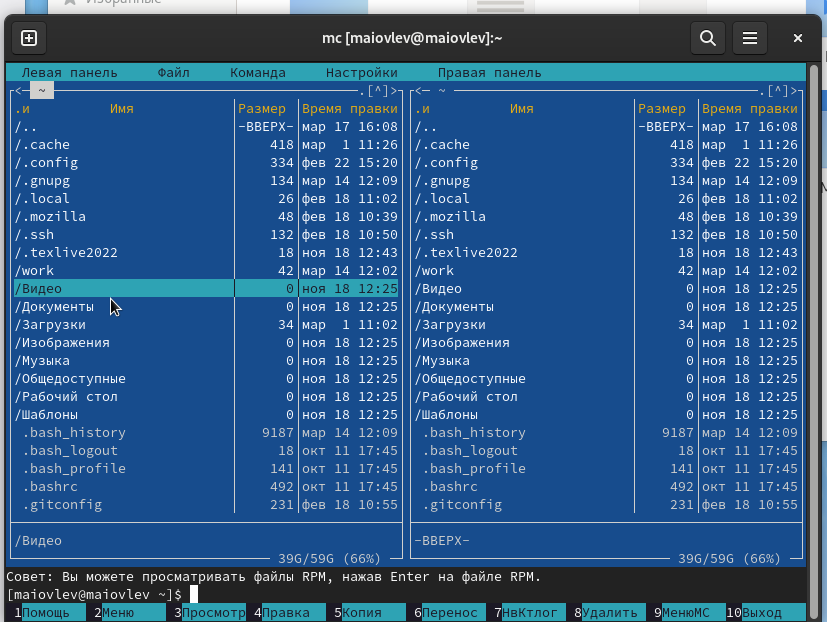 Избранные
mc [maiovlev@maiovlev]:~
Левая панель Файл Команда Настройки Правая панель
<─ ~ .[^]> <─ ~ .[^]>
.и Имя Размер Время правки .и Имя Размер Время правки
/.. -ВВЕРХ- мар 17 16:08 /.. -ВВЕРХ- мар 17 16:08
/.cache 418 мар 1 11:26 /.cache 418 мар 1 11:26
/.config 334 фев 22 15:20 /.config 334 фев 22 15:20
/.gnupg 134 мар 14 12:09 /.gnupg 134 мар 14 12:09
/.local 26 фев 18 11:02 /.local 26 фев 18 11:02
/.mozilla 48 фев 18 10:39 /.mozilla 48 фев 18 10:39
/.ssh 132 фев 18 10:50 /.ssh 132 фев 18 10:50
/.texlive2022 18 ноя 18 12:43 /.texlive2022 18 ноя 18 12:43
/work 42 мар 14 12:02 /work 42 мар 14 12:02
/Видео 0 ноя 18 12:25 /Видео 0 ноя 18 12:25
/Документы 0 ноя 18 12:25 /Документы 0 ноя 18 12:25
/Загрузки 34 мар 1 11:02 /Загрузки 34 мар 1 11:02
/Изображения 0 ноя 18 12:25 /Изображения 0 ноя 18 12:25
/Музыка 0 ноя 18 12:25 /Музыка 0 ноя 18 12:25
/Общедоступные 0 ноя 18 12:25 /Общедоступные 0 ноя 18 12:25
/Рабочий стол 0 ноя 18 12:25 /Рабочий стол 0 ноя 18 12:25
/Шаблоны 0 ноя 18 12:25 /Шаблоны 0 ноя 18 12:25
.bash_history 9187 мар 14 12:09 .bash_history 9187 мар 14 12:09
.bash_logout 18 окт 11 17:45 .bash_logout 18 окт 11 17:45
.bash_profile 141 окт 11 17:45 .bash_profile 141 окт 11 17:45
.bashrc 492 окт 11 17:45 .bashrc 492 окт 11 17:45
.gitconfig 231 фев 18 10:55 .gitconfig 231 фев 18 10:55
/Видео -ВВЕРХ-
39G/59G (66%) 39G/59G (66%)
Совет: Вы можете просматривать файлы RPM, нажав Enter на файле RPM.
[maiovlev@maiovlev ~]$
1Помощь 2Меню 3Просмотр 4Правка 5Копия 6Перенос 7НвКтлог 8Удалить 9МенюМС 10Выход